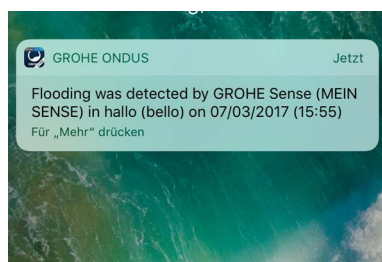 GROHE ONDUS
Jetzt
Flooding was detected by GROHE Sense (MEIN
SENSE) in hallo (bello) on 07/03/2017 (15:55)
Für „Mehr“ drücken